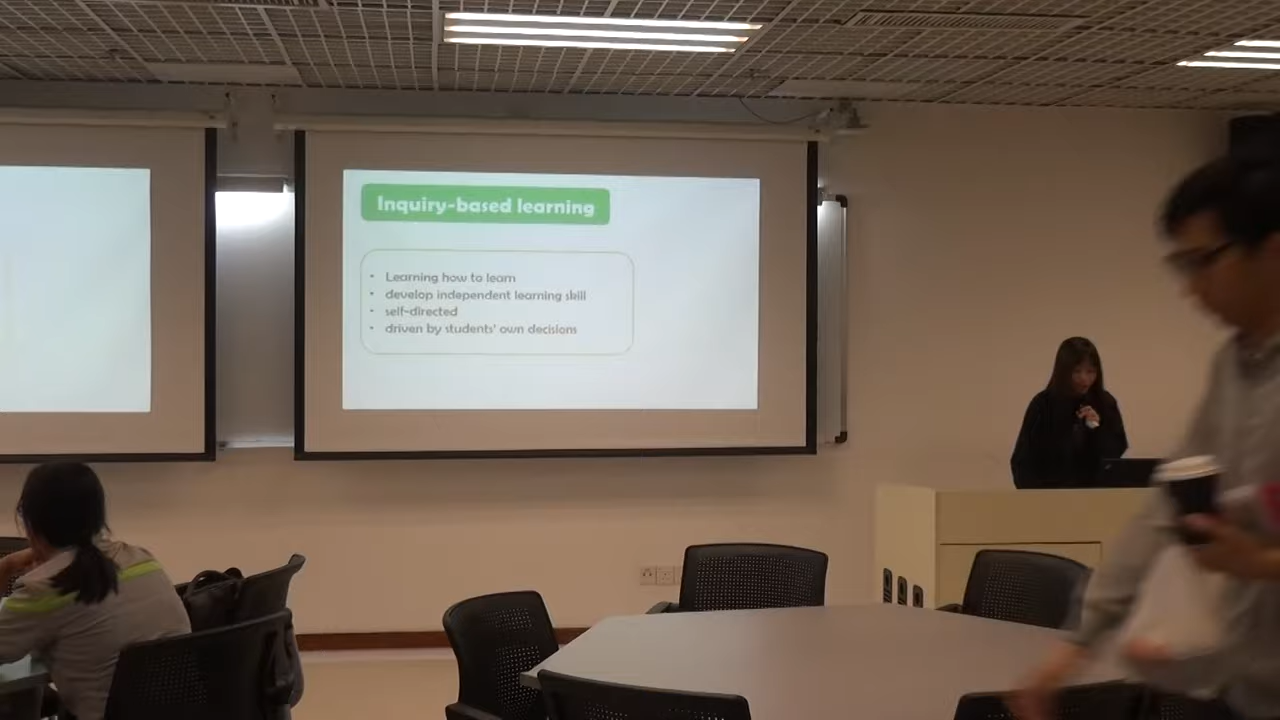 Inquiry-based learning
• Learning how to learn
• develop independent learning skill
• self-directed
• driven by students' own decisions